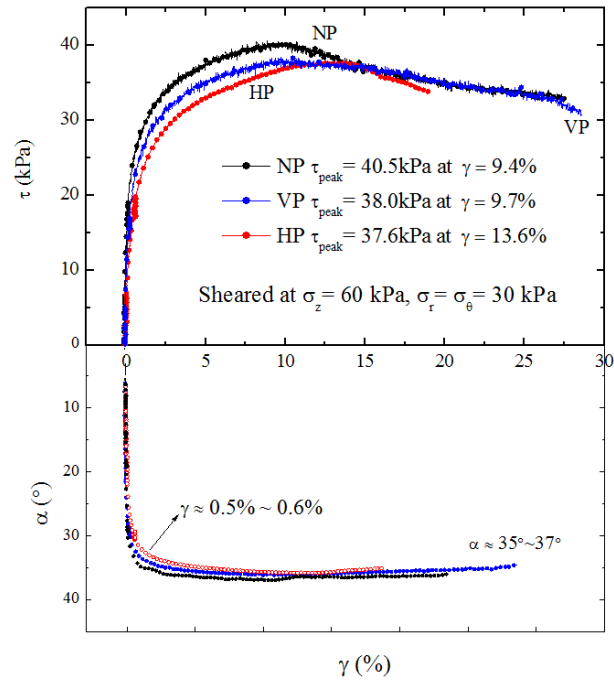 NP
40
τ (kPa)
30
20
10
0
HP
VP
NP τpeak= 40.5kPa at γ = 9.4%
VP τpeak= 38.0kPa at γ = 9.7%
HP τpeak= 37.6kPa at γ = 13.6%
Sheared at σz= 60 kPa, σr= σθ= 30 kPa
0 5 10 15 20 25 30
10
20
30
40
α (°)
γ ≈ 0.5% ~ 0.6%
α ≈ 35°~37°
γ (%)